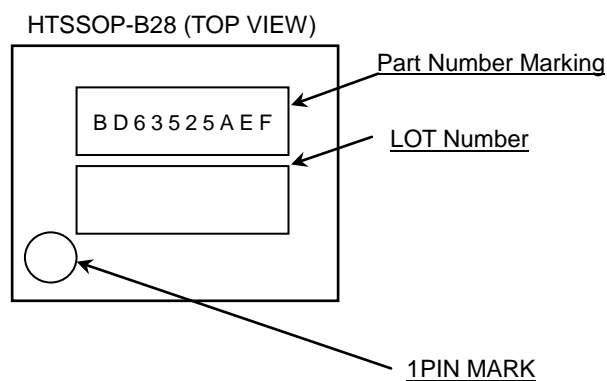 HTSSOP-B28 (TOP VIEW)
Part Number Marking
BD63525AEF
LOT Number
1PIN MARK